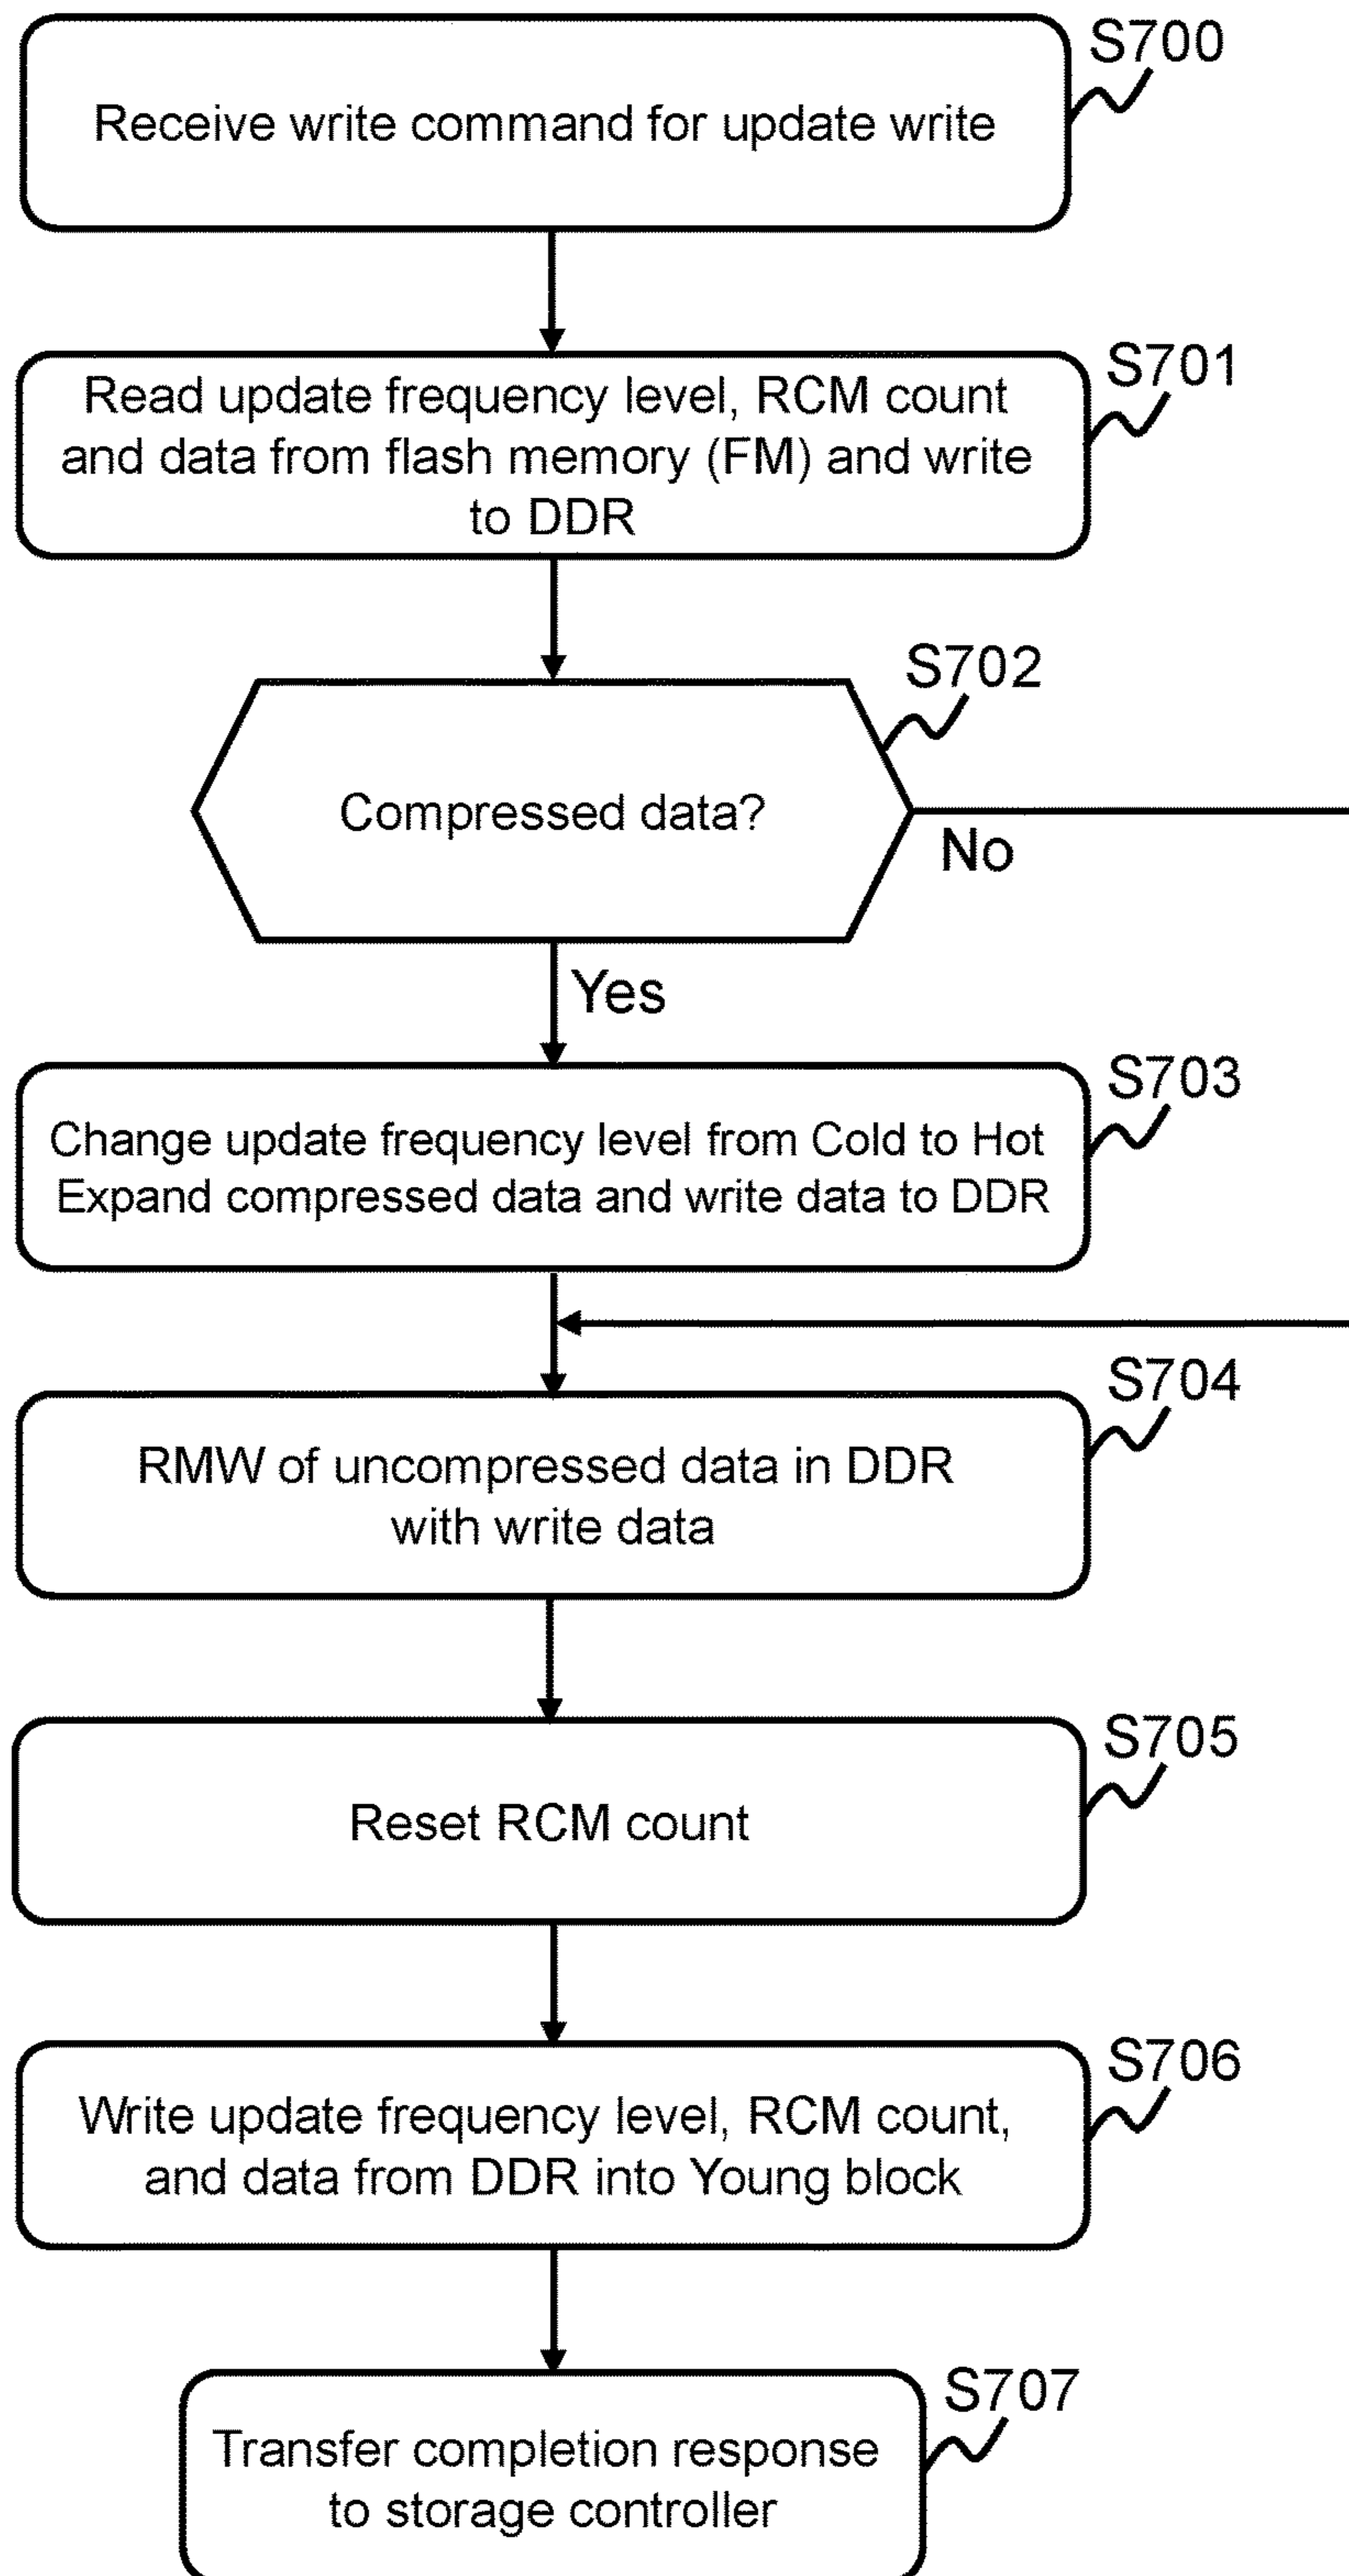 S700
Receive write command for update write
S701
Read update frequency level, RCM count
and data from flash memory (FM) and write
to DDR
S702
Compressed data?
No
Yes
S703
Change update frequency level from Cold to Hot
Expand compressed data and write data to DDR
S704
RMW of uncompressed data in DDR
with write data
S705
Reset RCM count
S706
Write update frequency level, RCM count,
and data from DDR into Young block
S707
Transfer completion response
to storage controller